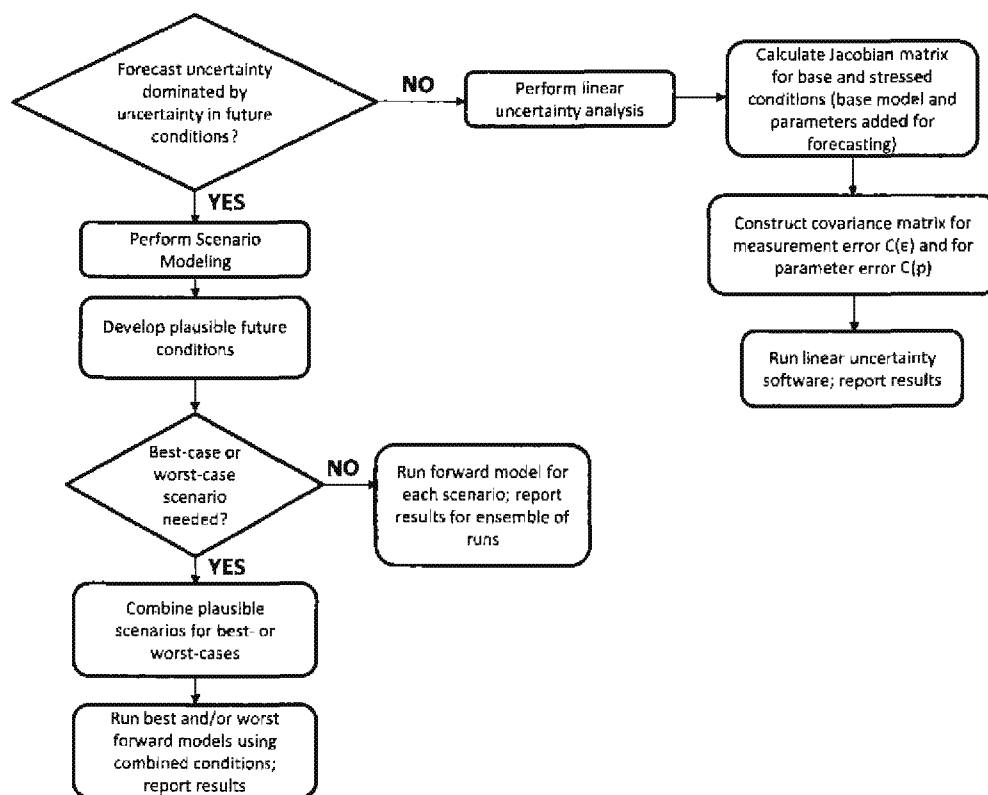 Forecast uncertainty
dominated by
uncertainty in future
conditions?
NO
Perform linear
uncertainty analysis
Calculate Jacobian matrix
for base and stressed
conditions (base model and
parameters added for
forecasting)
Construct covariance matrix for
measurement error C(ε) and for
parameter error C(p)
Run linear uncertainty
software; report results
YES
Perform Scenario
Modeling
Develop plausible future
conditions
Best-case or
worst-case
scenario
needed?
NO
Run forward model for
each scenario; report
results for ensemble of
runs
YES
Combine plausible
scenarios for best- or
worst-cases
Run best and/or worst
forward models using
combined conditions;
report results